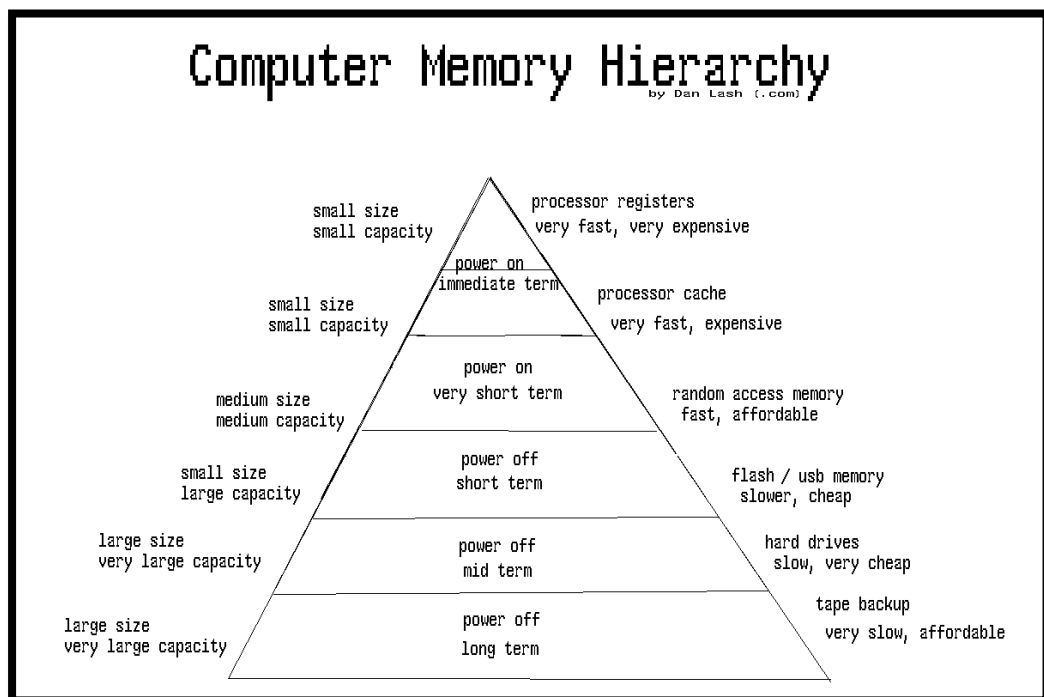 Computer Memory Hierarchy
by Dan Lash (.com)
small size
small capacity
processor registers
very fast, very expensive
power on
immediate term
small size
small capacity
processor cache
very fast, expensive
power on
very short term
medium size
medium capacity
random access memory
fast, affordable
power off
short term
small size
large capacity
flash / usb memory
slower, cheap
large size
very large capacity
power off
mid term
hard drives
slow, very cheap
large size
very large capacity
power off
long term
tape backup
very slow, affordable